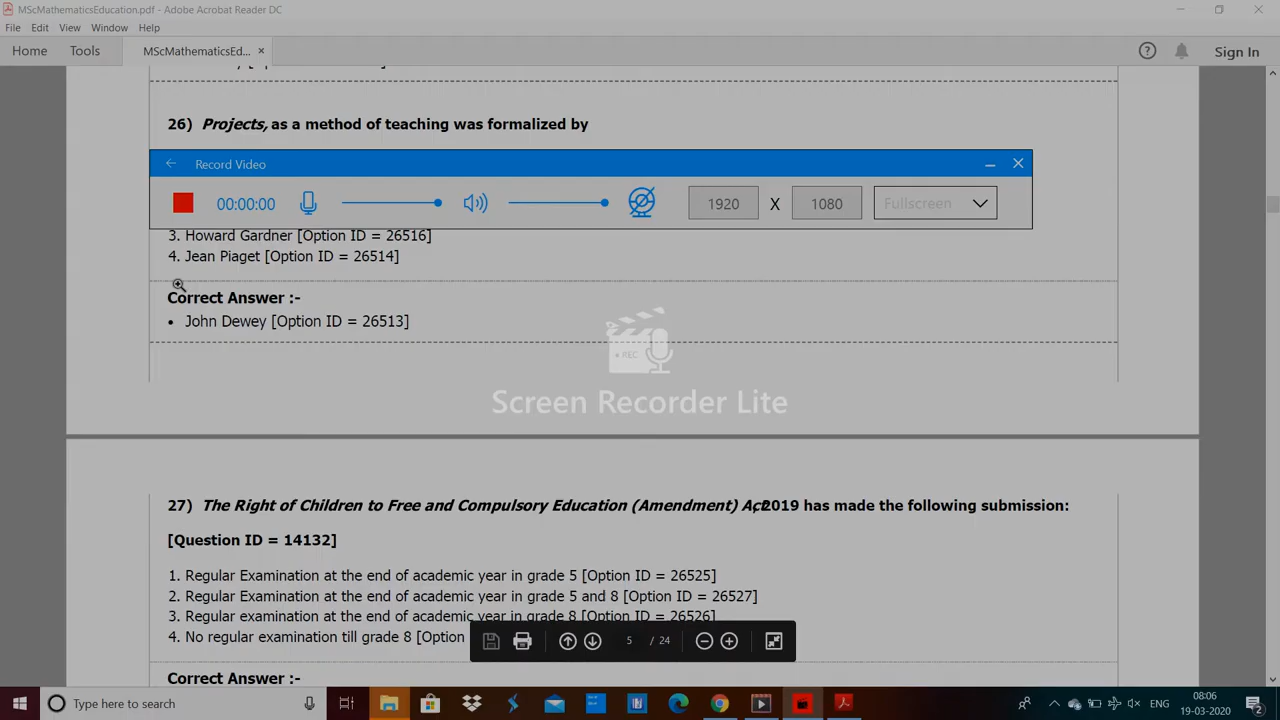 MScMathematicsEducation.pdf - Adobe Acrobat Reader DC
File Edit View Window Help
Home Tools MScMathematicsEd... × Sign In
26) Projects, as a method of teaching was formalized by
Record Video
00:00:00 1920 X 1080 Fullscreen
3. Howard Gardner [Option ID = 26516]
4. Jean Piaget [Option ID = 26514]
Correct Answer :-
• John Dewey [Option ID = 26513]
REC
Screen Recorder Lite
27) The Right of Children to Free and Compulsory Education (Amendment) Act, 2019 has made the following submission:
[Question ID = 14132]
1. Regular Examination at the end of academic year in grade 5 [Option ID = 26525]
2. Regular Examination at the end of academic year in grade 5 and 8 [Option ID = 26527]
3. Regular examination at the end of academic year in grade 8 [Option ID = 26526]
4. No regular examination till grade 8 [Option
5 / 24
Correct Answer :-
Type here to search ENG 08:06
19-03-2020 2